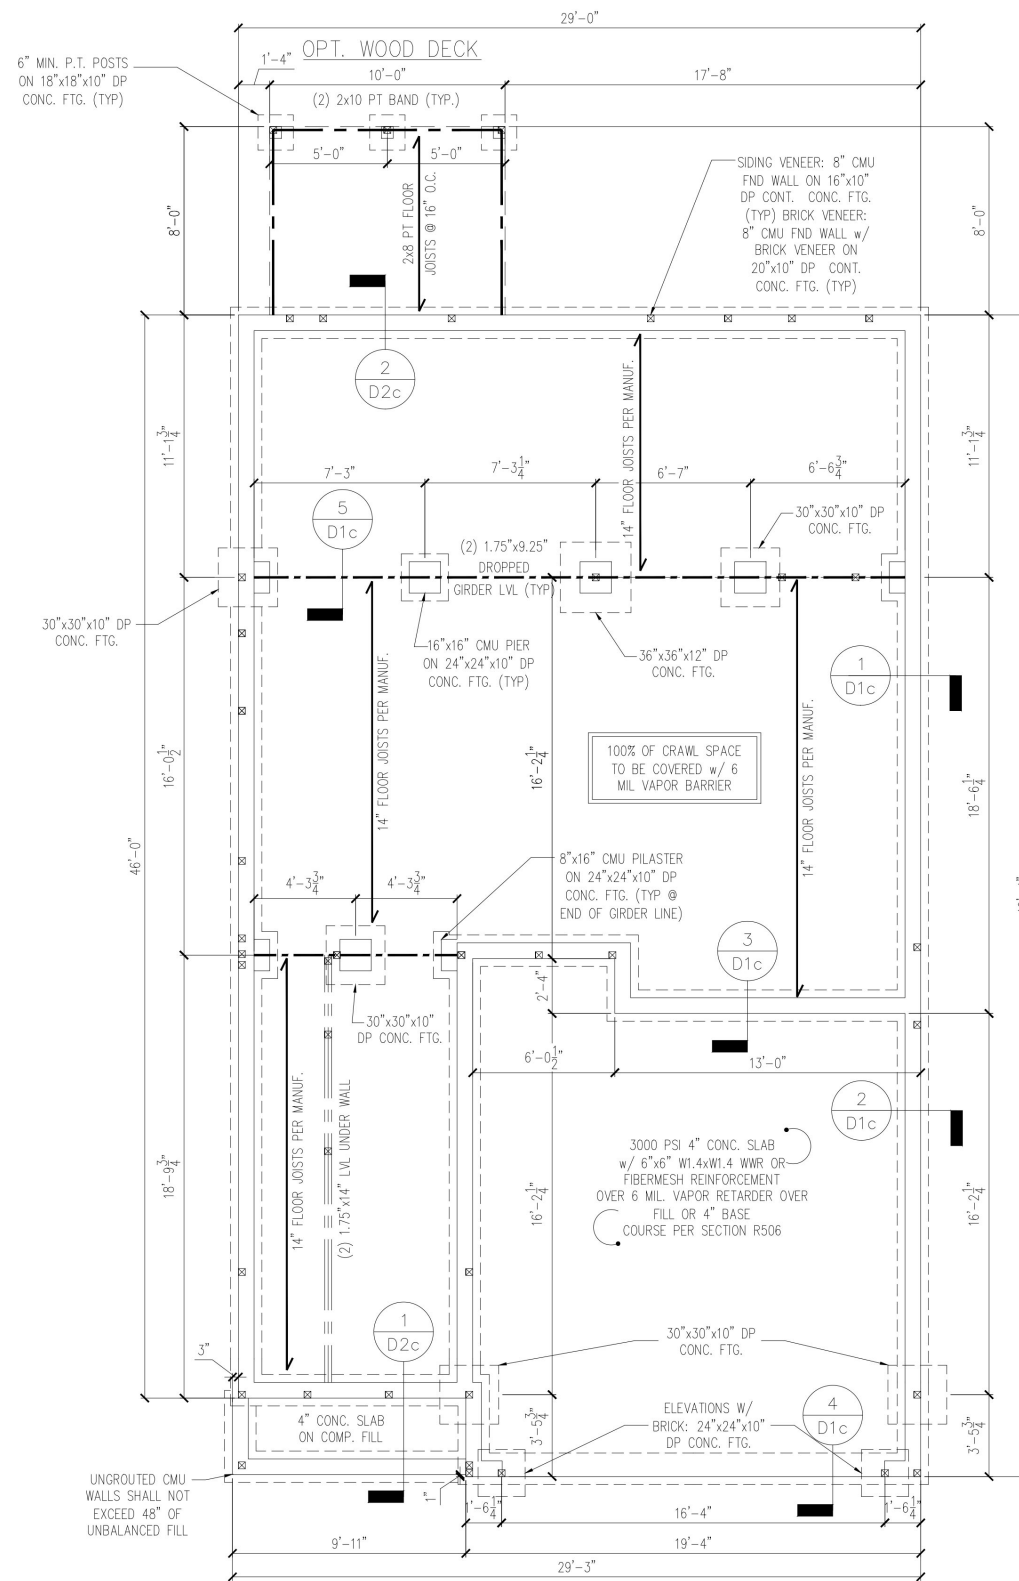 29'-0"
OPT. WOOD DECK
1'-4"
10'-0"
17'-8"
6" MIN. P.T. POSTS
ON 18"x18"x10" DP
CONC. FTG. (TYP)
(2) 2x10 PT BAND (TYP.)
5'-0"
5'-0"
8'-0"
2x8 PT FLOOR
JOISTS @ 16" O.C.
SIDING VENEER: 8" CMU
FND WALL ON 16"x10"
DP CONT. CONC. FTG.
(TYP) BRICK VENEER:
8" CMU FND WALL w/
BRICK VENEER ON
20"x10" DP CONT.
CONC. FTG. (TYP)
8'-0"
2
D2c
11'-1 3/4"
14" FLOOR JOISTS PER MANUF.
11'-1 3/4"
7'-3"
7'-3 1/4"
6'-7"
6'-6 3/4"
5
D1c
(2) 1.75"x9.25"
DROPPED
GIRDER LVL (TYP)
30"x30"x10" DP
CONC. FTG.
30"x30"x10" DP
CONC. FTG.
16"x16" CMU PIER
ON 24"x24"x10" DP
CONC. FTG. (TYP)
36"x36"x12" DP
CONC. FTG.
1
D1c
16'-0 1/2"
14" FLOOR JOISTS PER MANUF.
16'-2 1/4"
100% OF CRAWL SPACE
TO BE COVERED w/ 6
MIL VAPOR BARRIER
14" FLOOR JOISTS PER MANUF.
18'-6 1/4"
46'-0"
4'-3 3/4"
4'-3 3/4"
8"x16" CMU PILASTER
ON 24"x24"x10" DP
CONC. FTG. (TYP @
END OF GIRDER LINE)
3
D1c
2'-4"
30"x30"x10"
DP CONC. FTG.
6'-0 1/2"
13'-0"
14" FLOOR JOISTS PER MANUF.
(2) 1.75"x14" LVL UNDER WALL
2
D1c
18'-9 3/4"
16'-2 1/4"
3000 PSI 4" CONC. SLAB
w/ 6"x6" W1.4xW1.4 WWR OR
FIBERMESH REINFORCEMENT
OVER 6 MIL. VAPOR RETARDER OVER
FILL OR 4" BASE
COURSE PER SECTION R506
16'-2 1/4"
1
D2c
3"
30"x30"x10" DP
CONC. FTG.
4" CONC. SLAB
ON COMP. FILL
3'-5 3/4"
ELEVATIONS W/
BRICK: 24"x24"x10"
DP CONC. FTG.
4
D1c
3'-5 3/4"
UNGROUTED CMU
WALLS SHALL NOT
EXCEED 48" OF
UNBALANCED FILL
1"
1'-6 1/4"
16'-4"
1'-6 1/4"
9'-11"
19'-4"
29'-3"